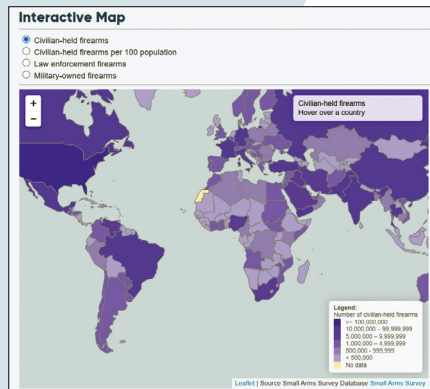 Interactive Map
Civilian-held firearms
Civilian-held firearms per 100 population
Law enforcement firearms
Military-owned firearms
+
−
Civilian-held firearms
Hover over a country
Legend:
Number of civilian-held firearms
>= 100,000,000
10,000,000 – 99,999,999
5,000,000 – 9,999,999
1,000,000 – 4,999,999
500,000 - 999,999
< 500,000
No data
Leaflet | Source Small Arms Survey Database Small Arms Survey